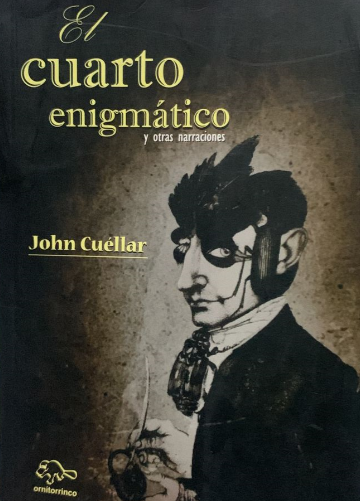 El
cuarto
enigmático
y otras narraciones
John Cuéllar
ornitorrinco